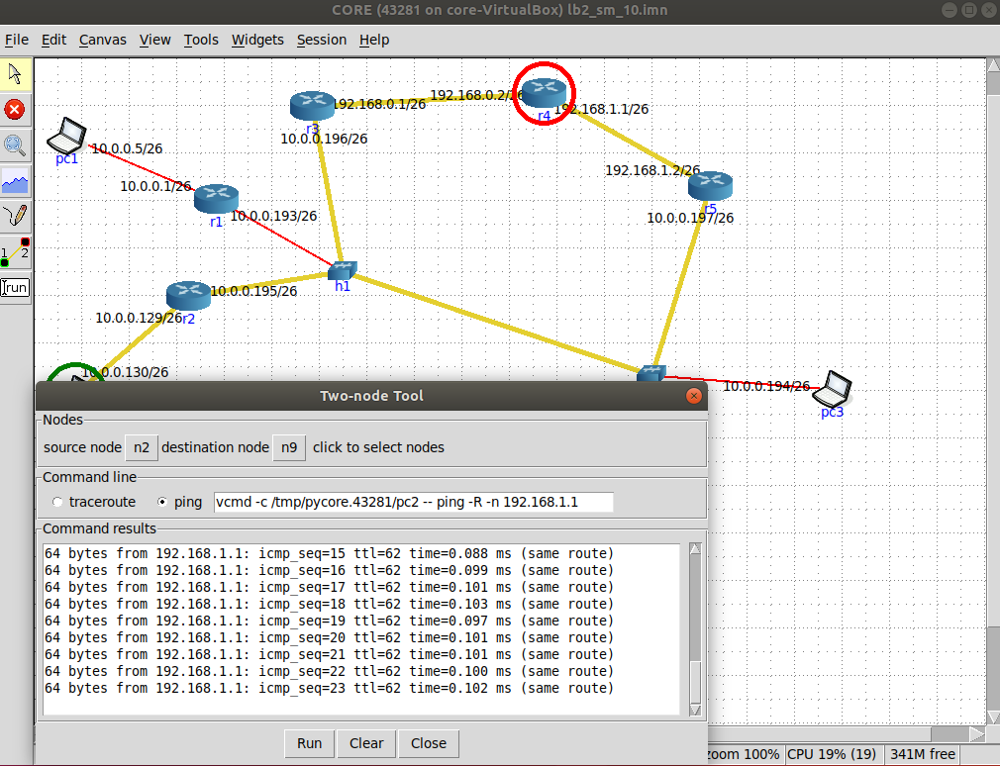 CORE (43281 on core-VirtualBox) lb2_sm_10.imn
File Edit Canvas View Tools Widgets Session Help
192.168.0.1/26
192.168.0.2/26
r3
r4
192.168.1.1/26
10.0.0.196/26
pc1
10.0.0.5/26
192.168.1.2/26
10.0.0.1/26
r1
10.0.0.193/26
r5
10.0.0.197/26
1 2
run
h1
10.0.0.195/26
10.0.0.129/26
r2
10.0.0.130/26
10.0.0.194/26
pc3
Two-node Tool
Nodes
source node n2 destination node n9 click to select nodes
Command line
traceroute ping vcmd -c /tmp/pycore.43281/pc2 -- ping -R -n 192.168.1.1
Command results
64 bytes from 192.168.1.1: icmp_seq=15 ttl=62 time=0.088 ms (same route)
64 bytes from 192.168.1.1: icmp_seq=16 ttl=62 time=0.099 ms (same route)
64 bytes from 192.168.1.1: icmp_seq=17 ttl=62 time=0.101 ms (same route)
64 bytes from 192.168.1.1: icmp_seq=18 ttl=62 time=0.103 ms (same route)
64 bytes from 192.168.1.1: icmp_seq=19 ttl=62 time=0.097 ms (same route)
64 bytes from 192.168.1.1: icmp_seq=20 ttl=62 time=0.101 ms (same route)
64 bytes from 192.168.1.1: icmp_seq=21 ttl=62 time=0.101 ms (same route)
64 bytes from 192.168.1.1: icmp_seq=22 ttl=62 time=0.100 ms (same route)
64 bytes from 192.168.1.1: icmp_seq=23 ttl=62 time=0.102 ms (same route)
Run Clear Close
zoom 100% CPU 19% (19) 341M free